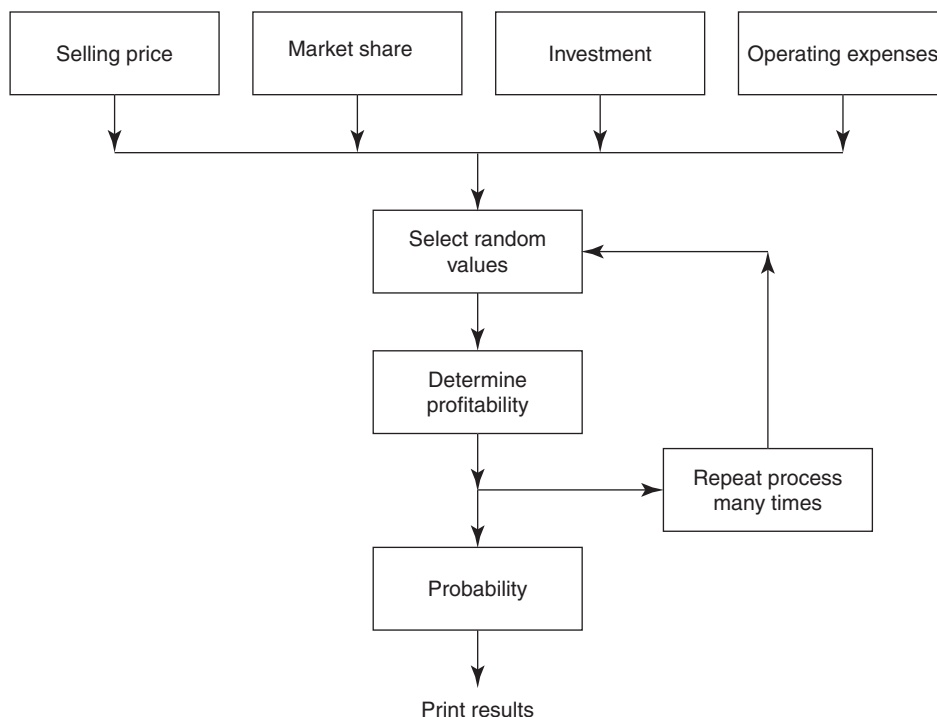 Selling price
Market share
Investment
Operating expenses
Select random
values
Determine
profitability
Repeat process
many times
Probability
Print results